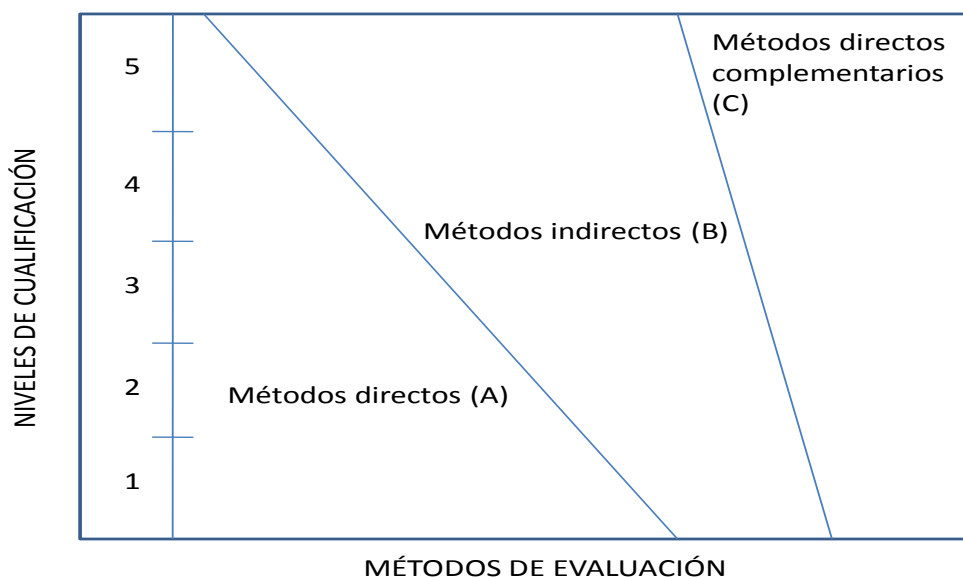 NIVELES DE CUALIFICACIÓN
5
4
3
2
1
Métodos directos
complementarios
(C)
Métodos indirectos (B)
Métodos directos (A)
MÉTODOS DE EVALUACIÓN